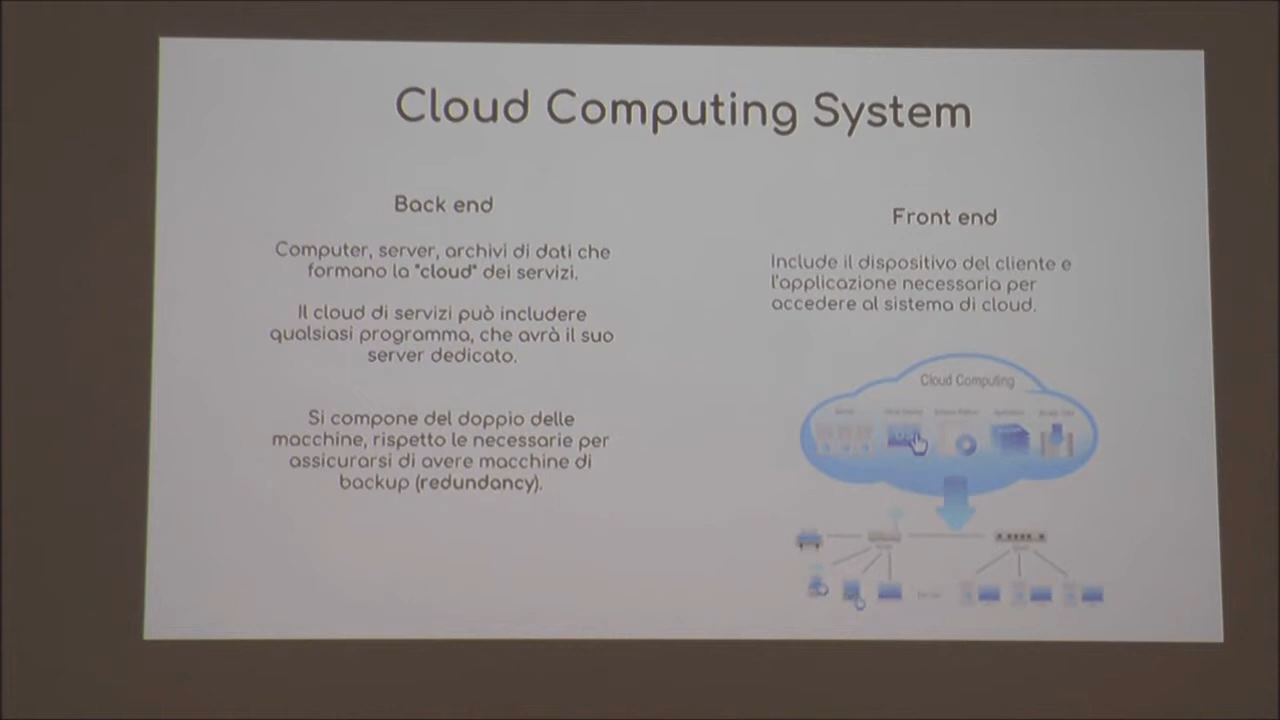 Cloud Computing System
Back end
Computer, server, archivi di dati che
formano la "cloud" dei servizi.
Il cloud di servizi può includere
qualsiasi programma, che avrà il suo
server dedicato.
Si compone del doppio delle
macchine, rispetto le necessarie per
assicurarsi di avere macchine di
backup (redundancy).
Front end
Include il dispositivo del cliente e
l'applicazione necessaria per
accedere al sistema di cloud.
Cloud Computing